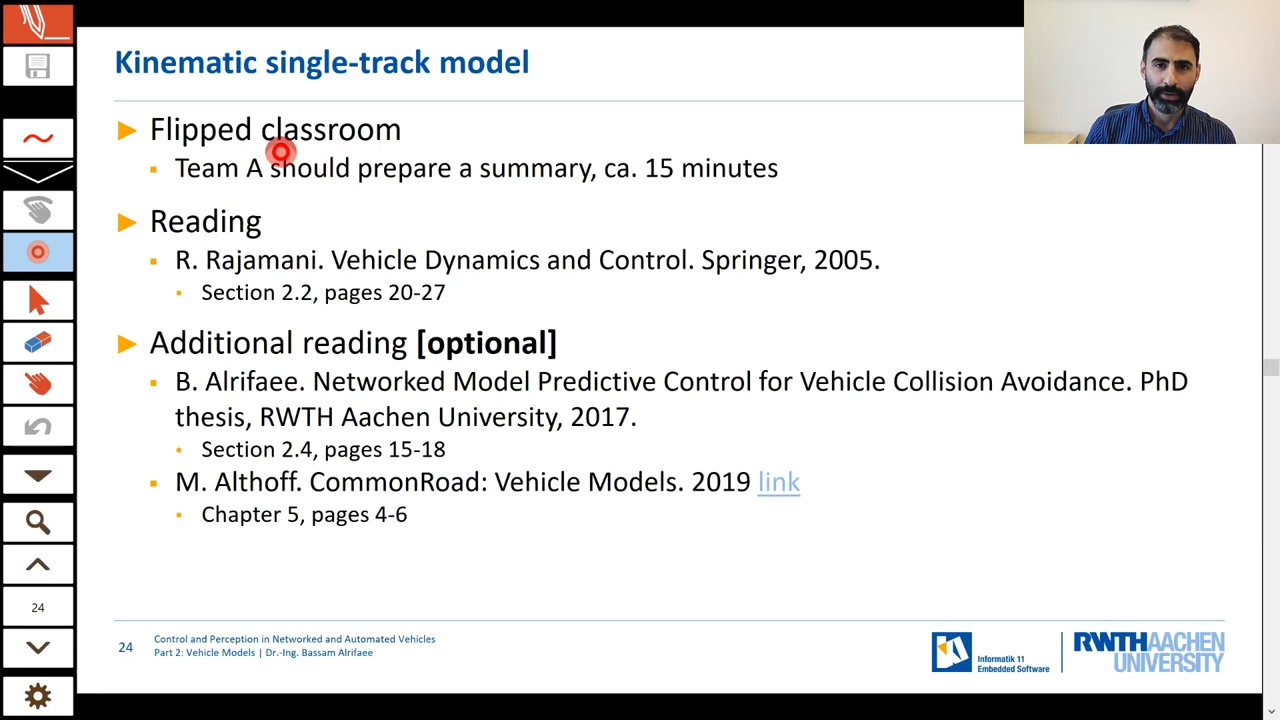 Kinematic single-track model
Flipped classroom
Team A should prepare a summary, ca. 15 minutes
Reading
R. Rajamani. Vehicle Dynamics and Control. Springer, 2005.
Section 2.2, pages 20-27
Additional reading [optional]
B. Alrifaee. Networked Model Predictive Control for Vehicle Collision Avoidance. PhD
thesis, RWTH Aachen University, 2017.
Section 2.4, pages 15-18
M. Althoff. CommonRoad: Vehicle Models. 2019 link
Chapter 5, pages 4-6
24
24
Control and Perception in Networked and Automated Vehicles
Part 2: Vehicle Models | Dr.-Ing. Bassam Alrifaee
Informatik 11
Embedded Software
RWTHAACHEN
UNIVERSITY